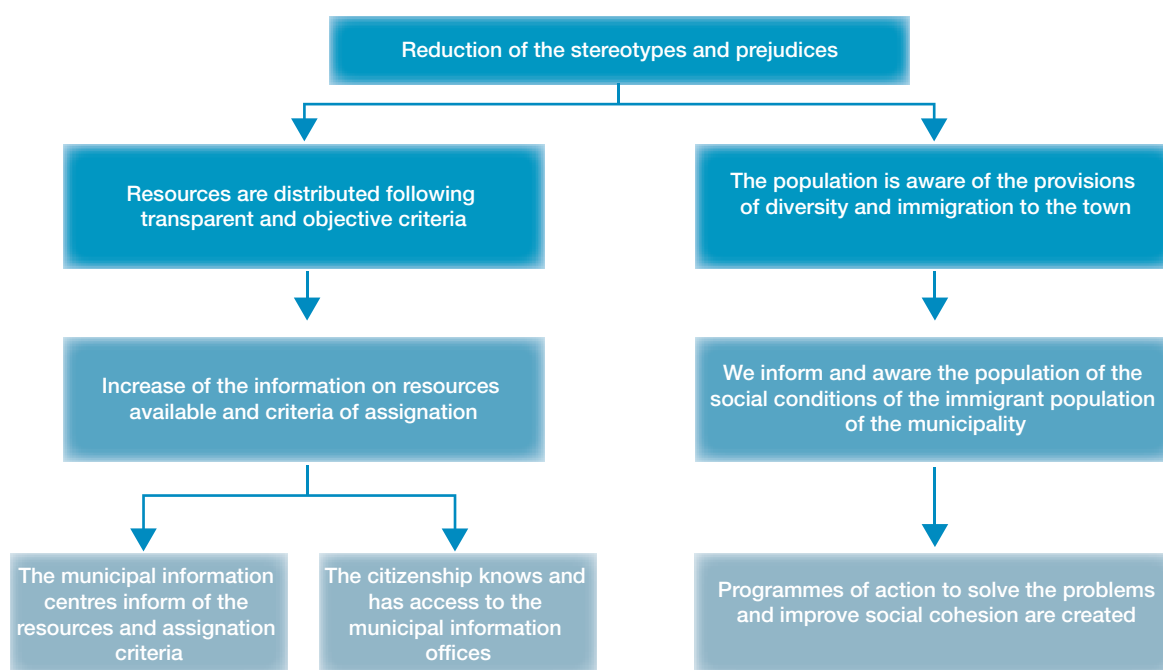 Reduction of the stereotypes and prejudices
Resources are distributed following
transparent and objective criteria
The population is aware of the provisions
of diversity and immigration to the town
Increase of the information on resources
available and criteria of assignation
We inform and aware the population of the
social conditions of the immigrant population
of the municipality
The municipal information
centres inform of the
resources and assignation
criteria
The citizenship knows and
has access to the
municipal information
offices
Programmes of action to solve the problems
and improve social cohesion are created